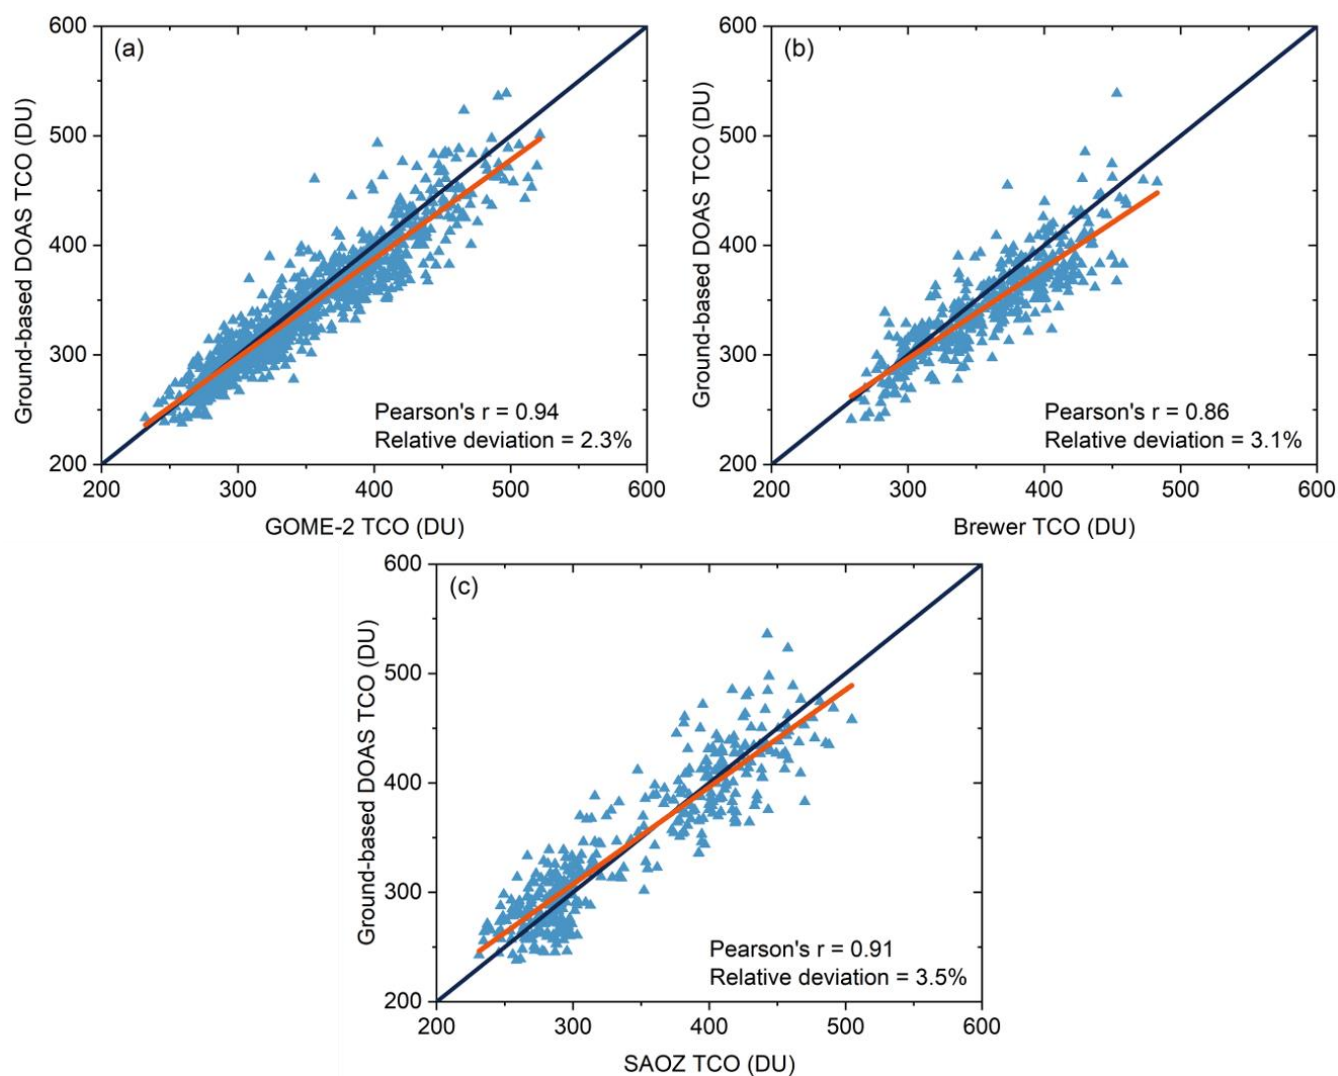 (a)
600
500
400
300
200
200
300
400
500
600
Ground-based DOAS TCO (DU)
GOME-2 TCO (DU)
Pearson's r = 0.94
Relative deviation = 2.3%
(b)
600
500
400
300
200
200
300
400
500
600
Ground-based DOAS TCO (DU)
Brewer TCO (DU)
Pearson's r = 0.86
Relative deviation = 3.1%
(c)
600
500
400
300
200
200
300
400
500
600
Ground-based DOAS TCO (DU)
SAOZ TCO (DU)
Pearson's r = 0.91
Relative deviation = 3.5%